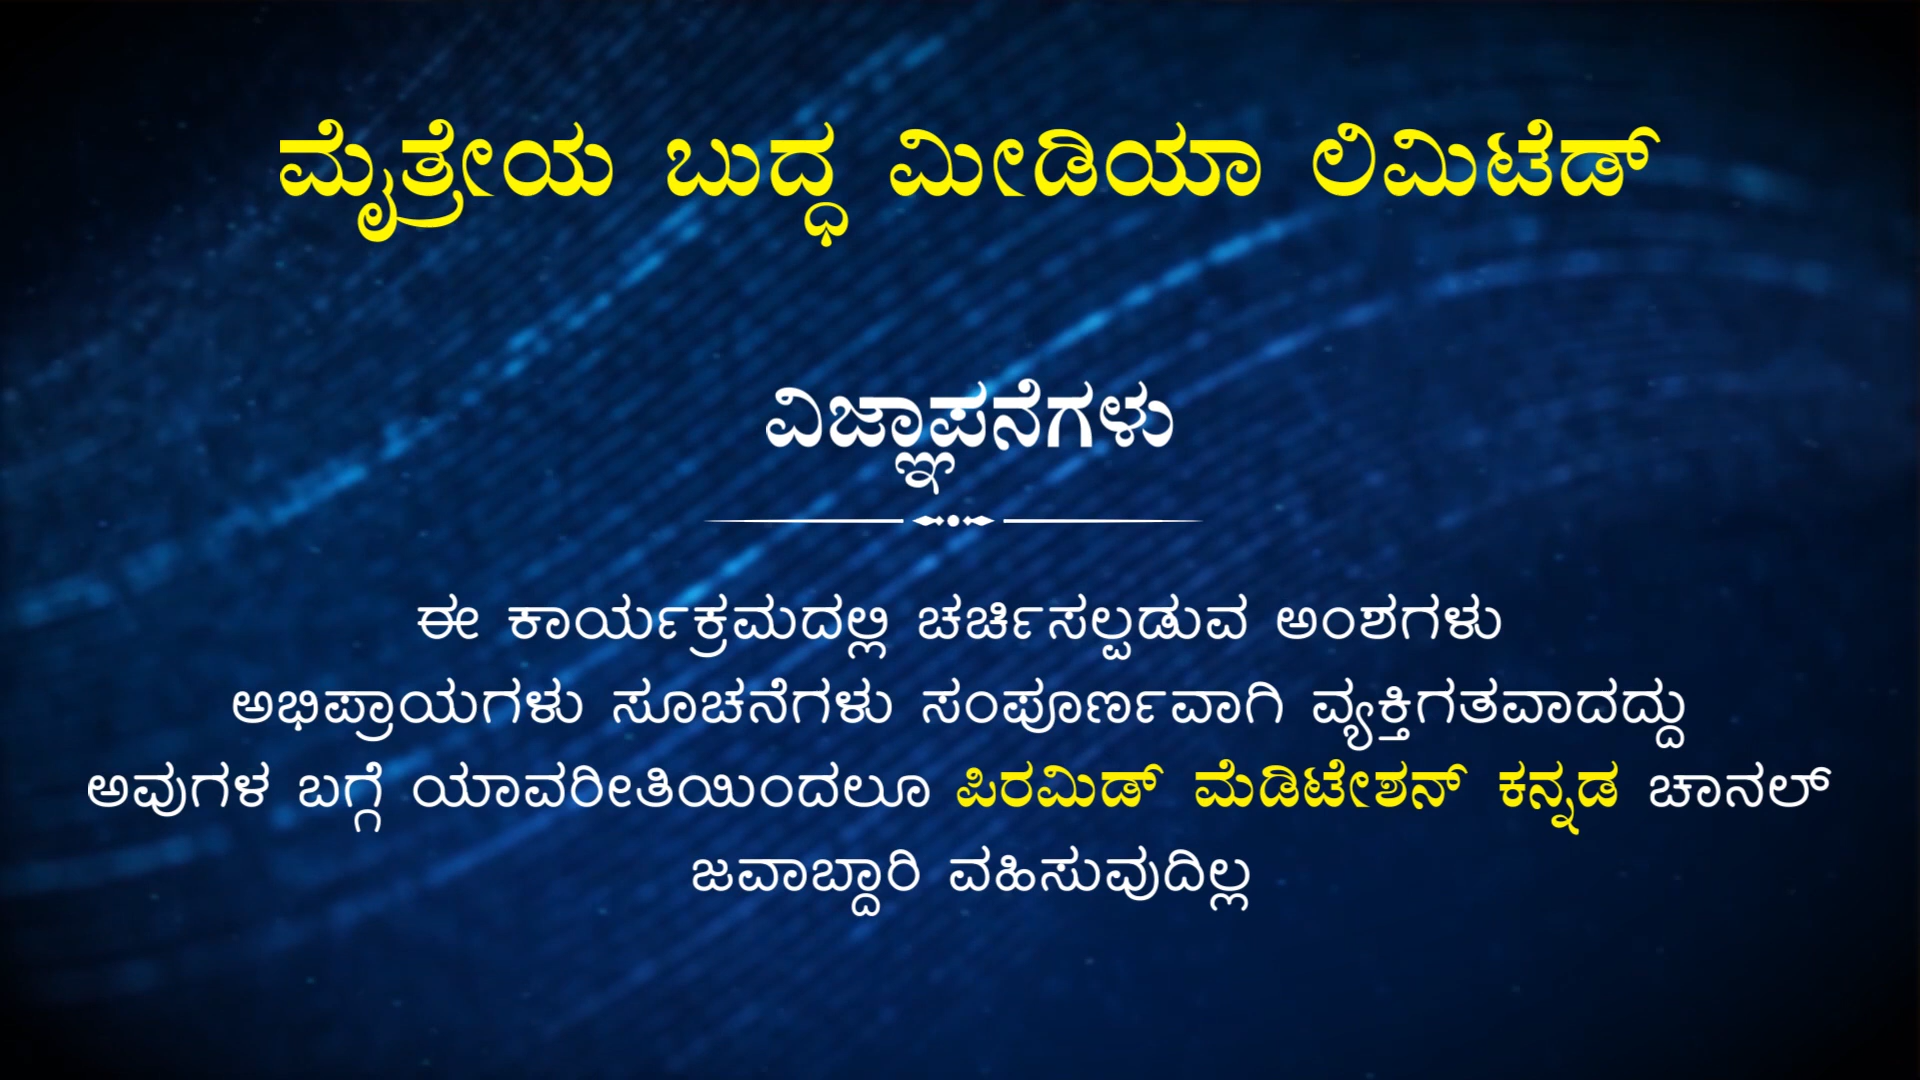 ಮೈತ್ರೇಯ ಬುದ್ಧ ಮೀಡಿಯಾ ಲಿಮಿಟೆಡ್
ವಿಜ್ಞಾಪನೆಗಳು
ಈ ಕಾರ್ಯಕ್ರಮದಲ್ಲಿ ಚರ್ಚಿಸಲ್ಪಡುವ ಅಂಶಗಳು
ಅಭಿಪ್ರಾಯಗಳು ಸೂಚನೆಗಳು ಸಂಪೂರ್ಣವಾಗಿ ವ್ಯಕ್ತಿಗತವಾದದ್ದು
ಅವುಗಳ ಬಗ್ಗೆ ಯಾವರೀತಿಯಿಂದಲೂ ಪಿರಮಿಡ್ ಮೆಡಿಟೇಶನ್ ಕನ್ನಡ ಚಾನಲ್
ಜವಾಬ್ದಾರಿ ವಹಿಸುವುದಿಲ್ಲ